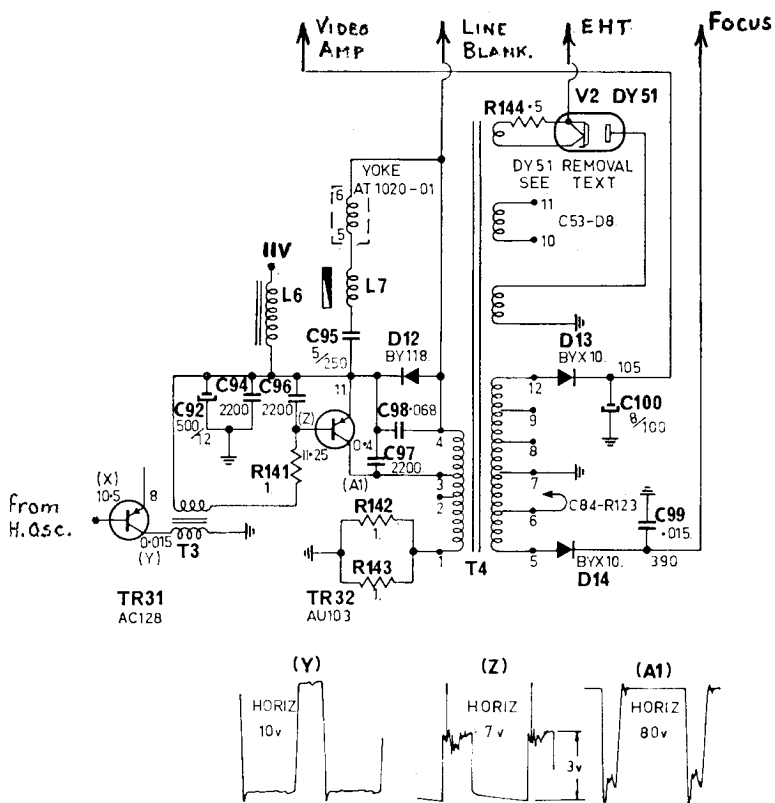 VIDEO AMP
LINE BLANK.
EHT
FOCUS
V2 DY51
R144 .5
DY51 REMOVAL
SEE TEXT
YOKE
AT1020-01
6
5
11
C53-D8
10
11V
L6
L7
C95
5/250
D12
BY118.
D13
BYX10.
105
C94
2200
C96
2200
C92
500/12
11.
12
C100
8/100
9
8
(Z)
C98 .068
4
0.4
C97
2200
11.25
R141
1.
(A1)
3
2
7
C84-R123
6
C99
.015.
(X)
10.5
8
from
H.Osc.
T3
0.015
(Y)
R142
1.
R143
1.
1
T4
5
BYX10.
D14
390
TR31
AC128
TR32
AU103
(Y)
HORIZ
10v
(Z)
HORIZ
7v
3v
(A1)
HORIZ
80v